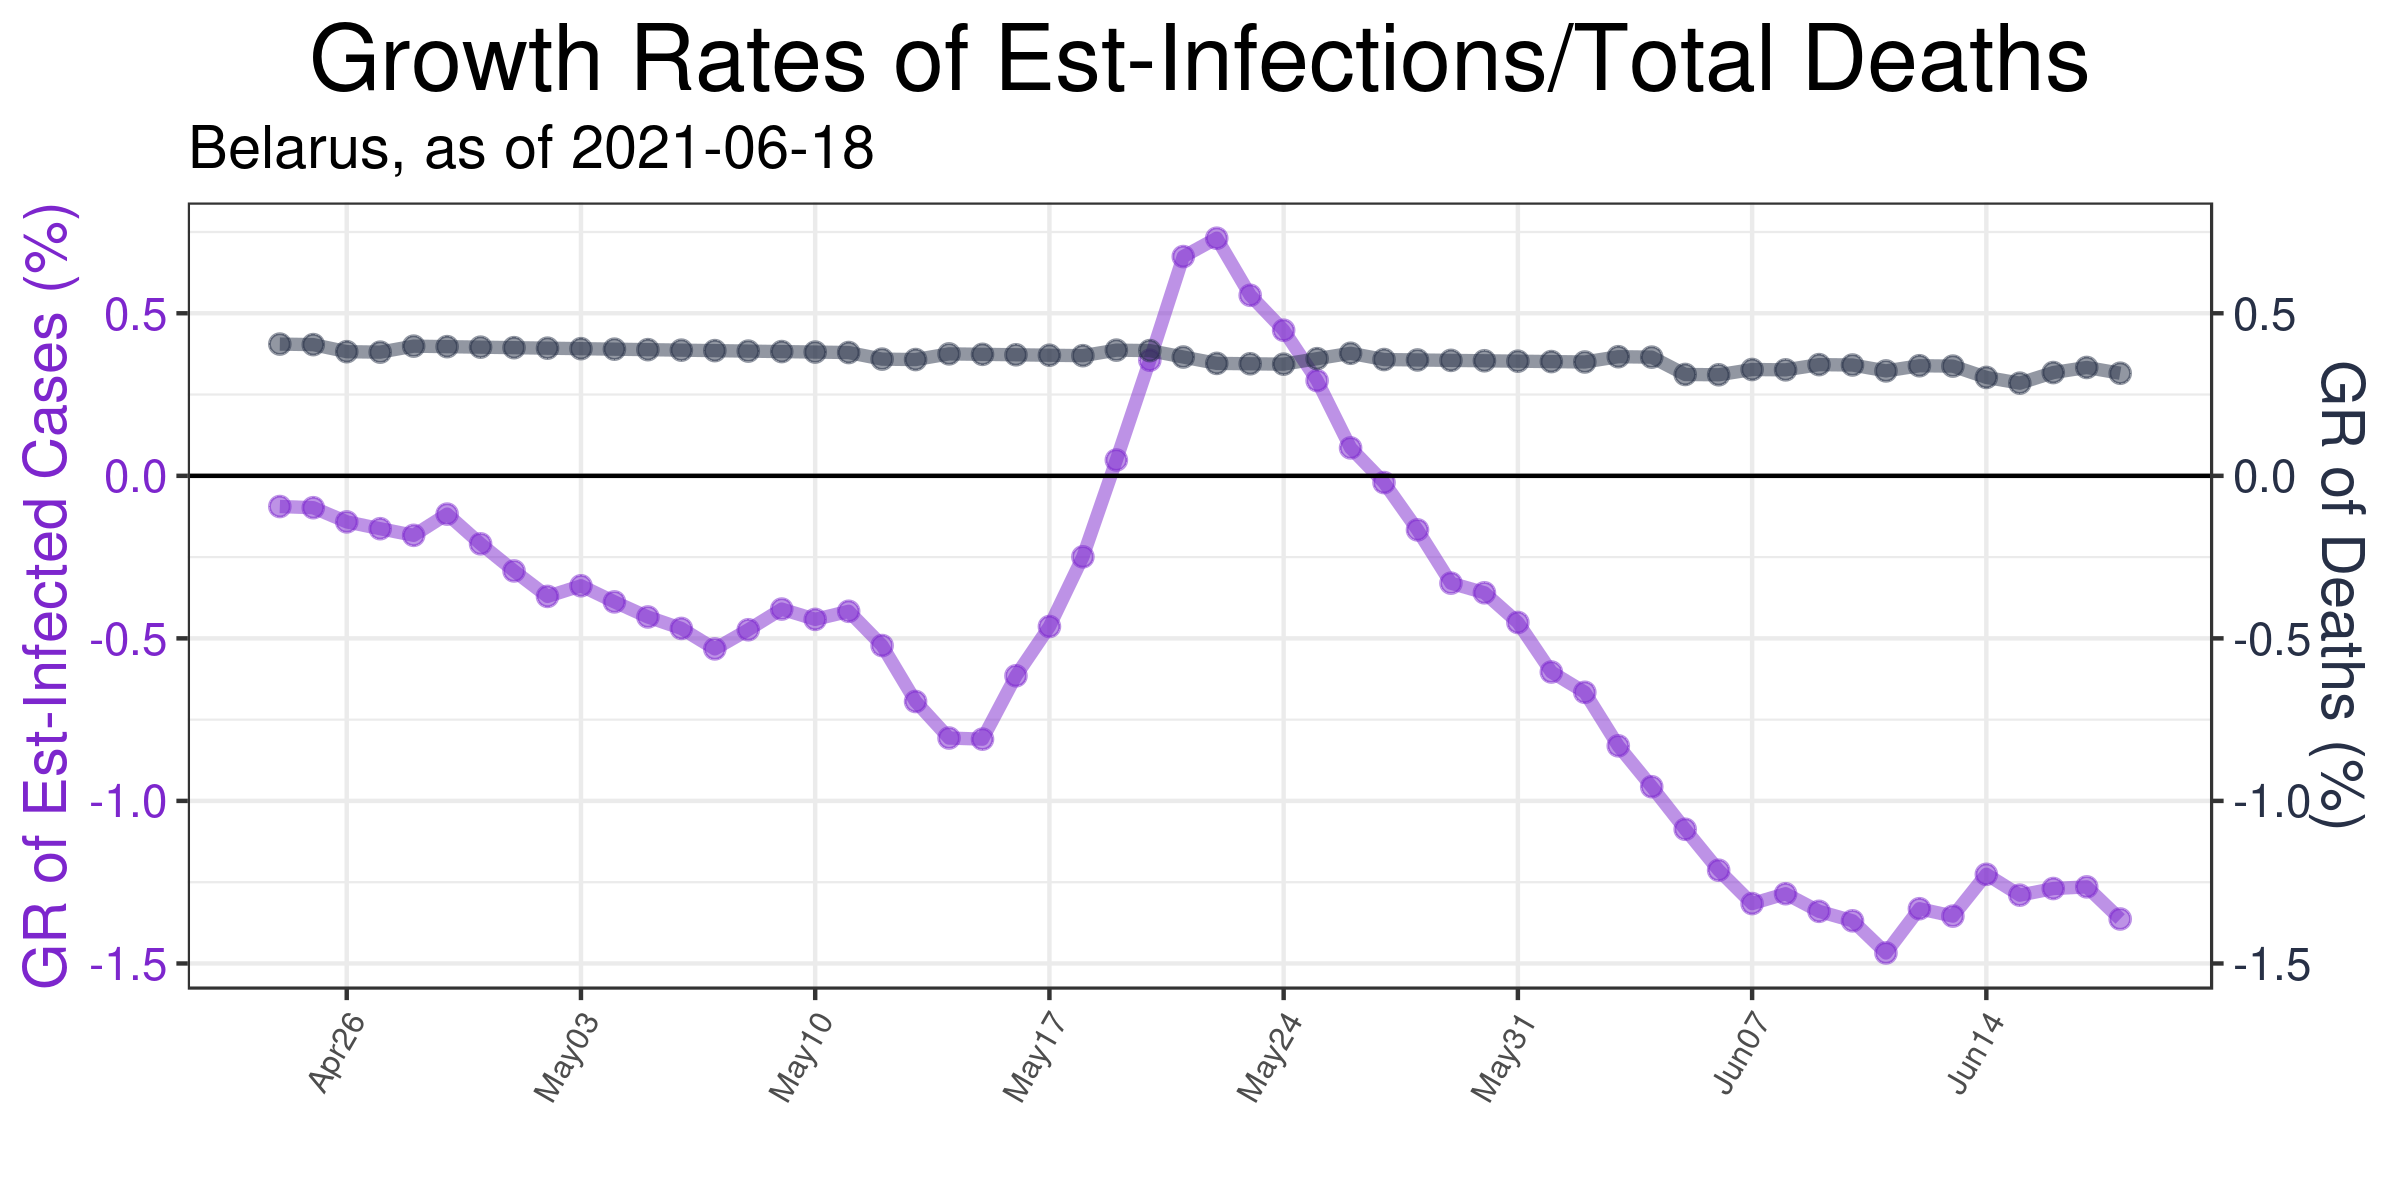 Growth Rates of Est-Infections/Total Deaths
Belarus, as of 2021-06-18
GR of Est-Infected Cases (%)
0.5
0.0
-0.5
-1.0
-1.5
0.5
0.0
-0.5
-1.0
-1.5
GR of Deaths (%)
Apr26
May03
May10
May17
May24
May31
Jun07
Jun14